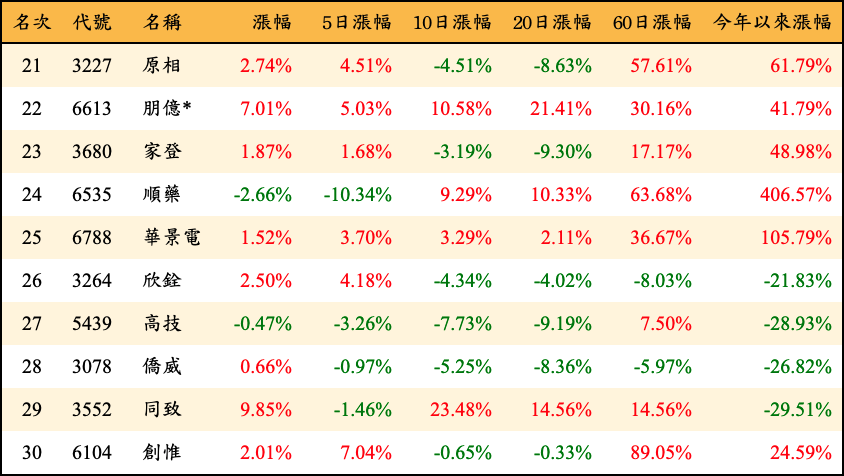 名次 代號 名稱 漲幅 5日漲幅 10日漲幅 20日漲幅 60日漲幅 今年以來漲幅
21 3227 原相 2.74% 4.51% -4.51% -8.63% 57.61% 61.79%
22 6613 朋億* 7.01% 5.03% 10.58% 21.41% 30.16% 41.79%
23 3680 家登 1.87% 1.68% -3.19% -9.30% 17.17% 48.98%
24 6535 順藥 -2.66% -10.34% 9.29% 10.33% 63.68% 406.57%
25 6788 華景電 1.52% 3.70% 3.29% 2.11% 36.67% 105.79%
26 3264 欣銓 2.50% 4.18% -4.34% -4.02% -8.03% -21.83%
27 5439 高技 -0.47% -3.26% -7.73% -9.19% 7.50% -28.93%
28 3078 僑威 0.66% -0.97% -5.25% -8.36% -5.97% -26.82%
29 3552 同致 9.85% -1.46% 23.48% 14.56% 14.56% -29.51%
30 6104 創惟 2.01% 7.04% -0.65% -0.33% 89.05% 24.59%